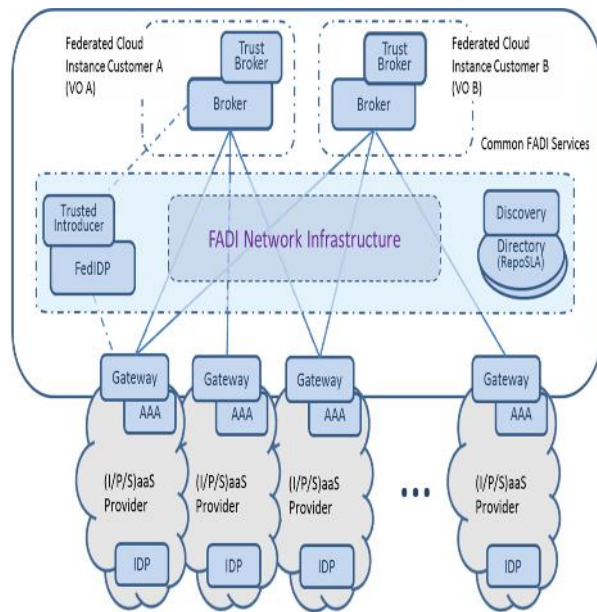 Federated Cloud
Instance Customer A
(VO A)
Trust
Broker
Broker
Trust
Broker
Broker
Federated Cloud
Instance Customer B
(VO B)
Common FADI Services
Trusted
Introducer
FedIDP
FADI Network Infrastructure
Discovery
Directory
(RepoSLA)
Gateway
AAA
Gateway
AAA
Gateway
AAA
Gateway
AAA
(I/P/S)aaS
Provider
(I/P/S)aaS
Provider
(I/P/S)aaS
Provider
...
(I/P/S)aaS
Provider
IDP
IDP
IDP
IDP